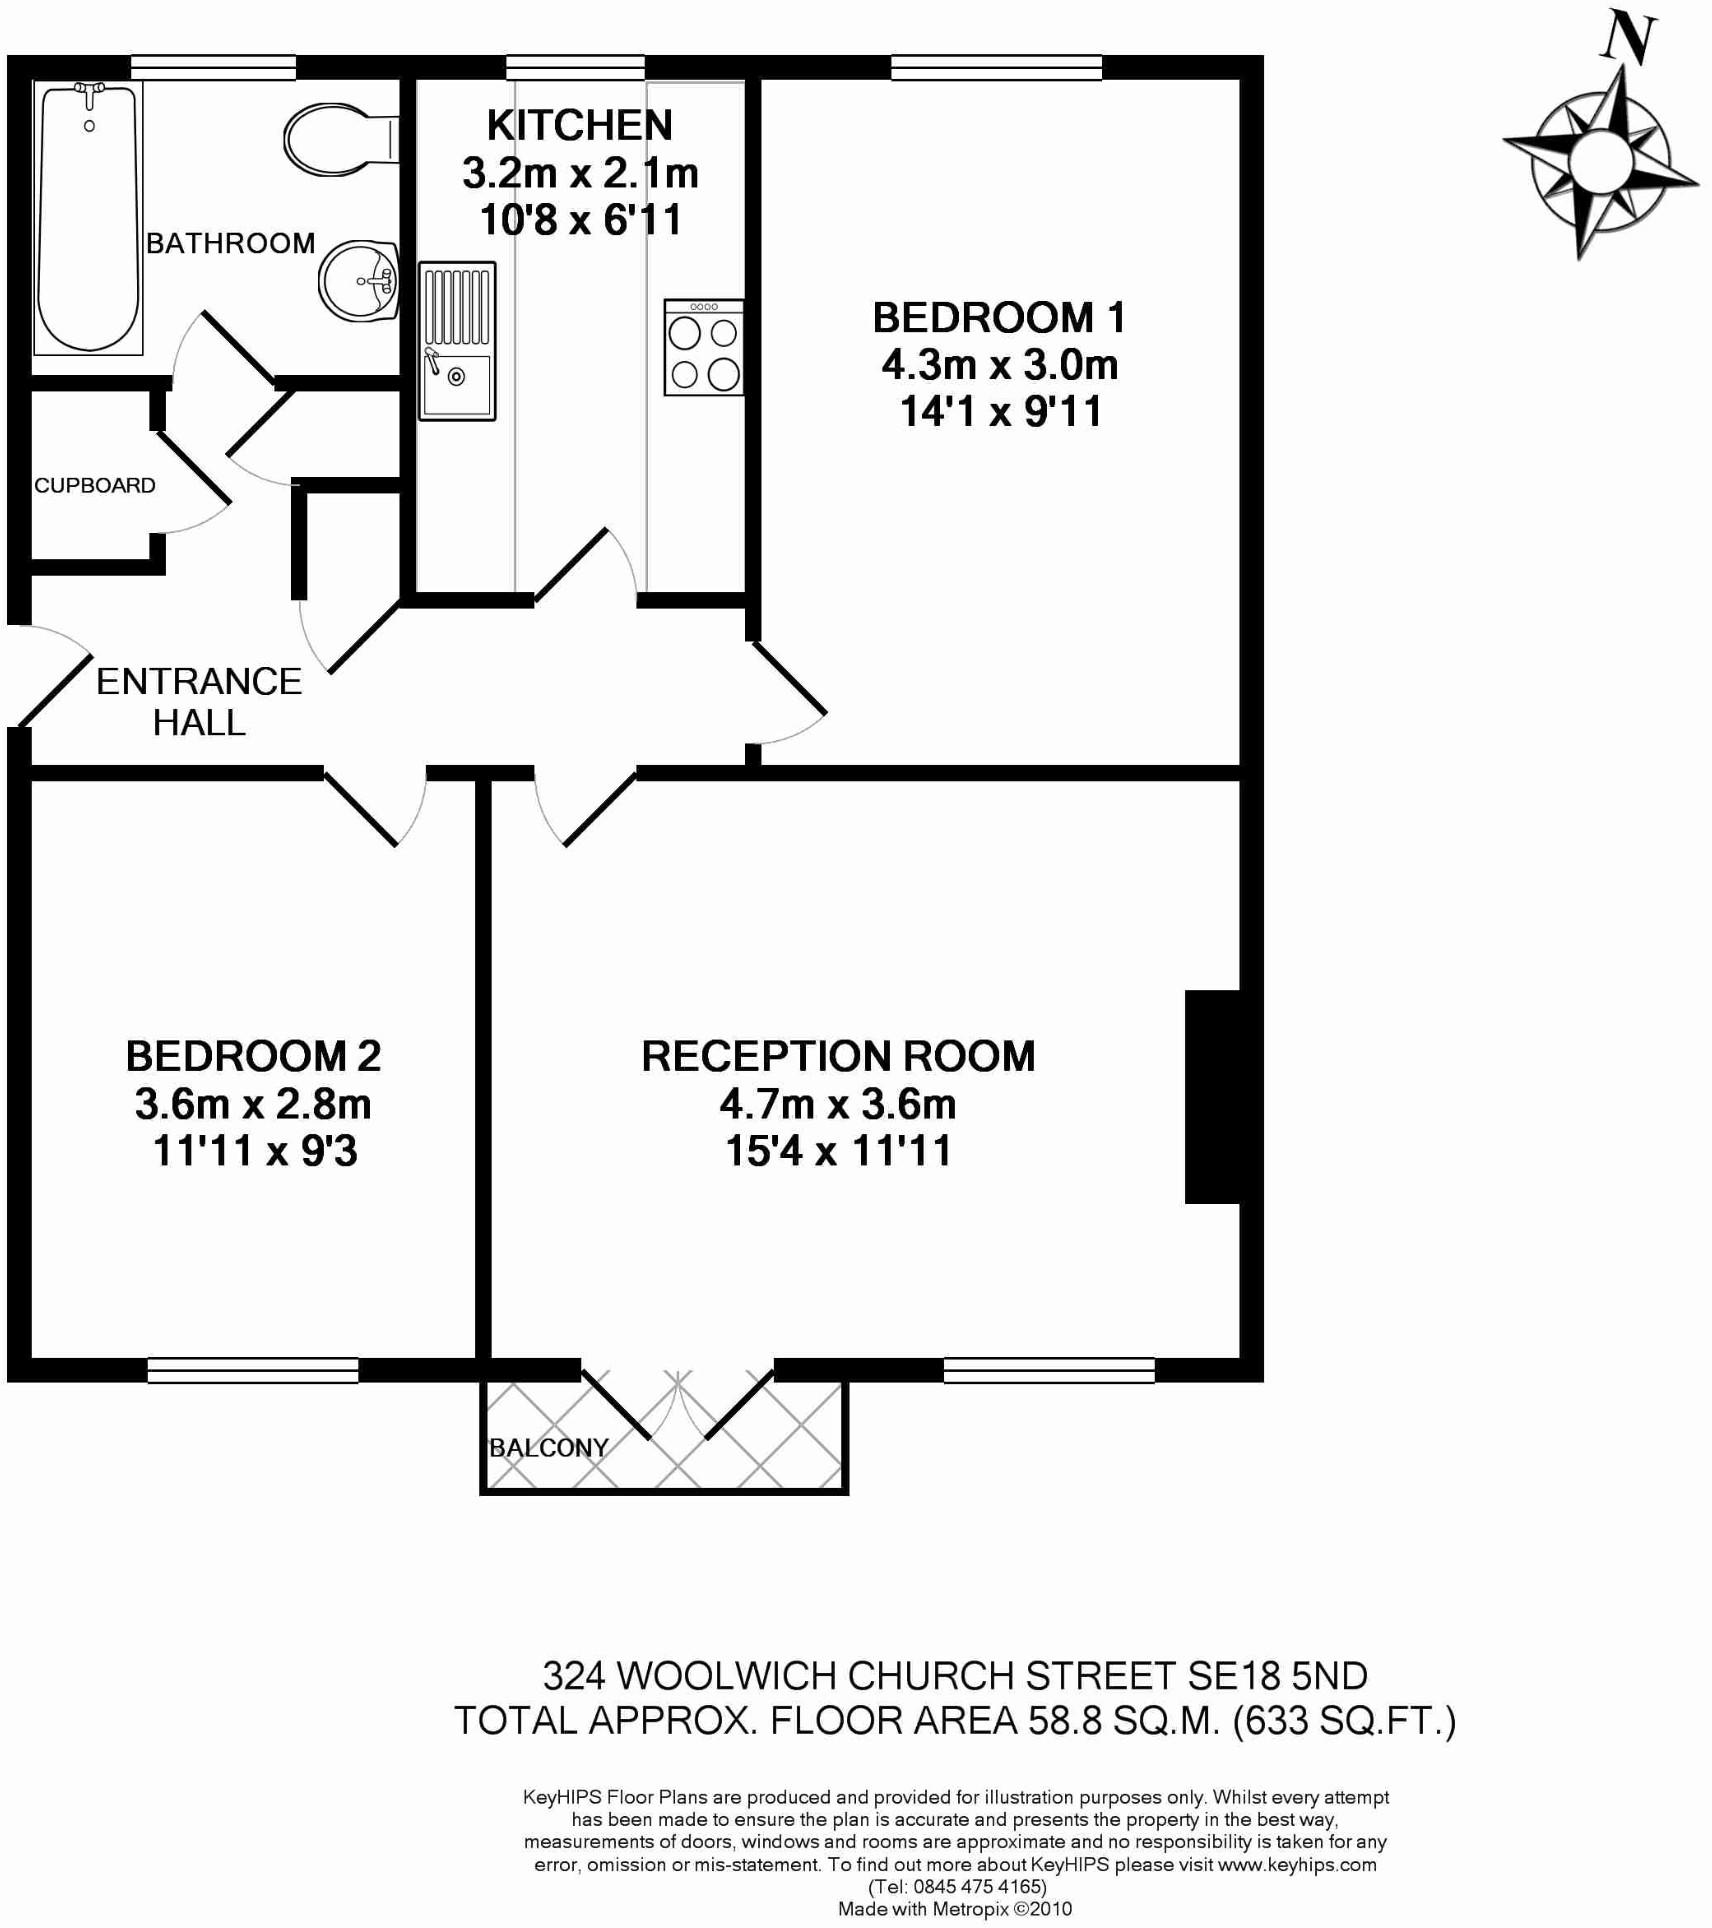 N
KITCHEN
3.2m x 2.1m
10'8 x 6'11
BATHROOM
BEDROOM 1
4.3m x 3.0m
14'1 x 9'11
CUPBOARD
ENTRANCE
HALL
BEDROOM 2
3.6m x 2.8m
11'11 x 9'3
RECEPTION ROOM
4.7m x 3.6m
15'4 x 11'11
BALCONY
324 WOOLWICH CHURCH STREET SE18 5ND
TOTAL APPROX. FLOOR AREA 58.8 SQ.M. (633 SQ.FT.)
KeyHIPS Floor Plans are produced and provided for illustration purposes only. Whilst every attempt
has been made to ensure the plan is accurate and presents the property in the best way,
measurements of doors, windows and rooms are approximate and no responsibility is taken for any
error, omission or mis-statement. To find out more about KeyHIPS please visit www.keyhips.com
(Tel: 0845 475 4165)
Made with Metropix ©2010